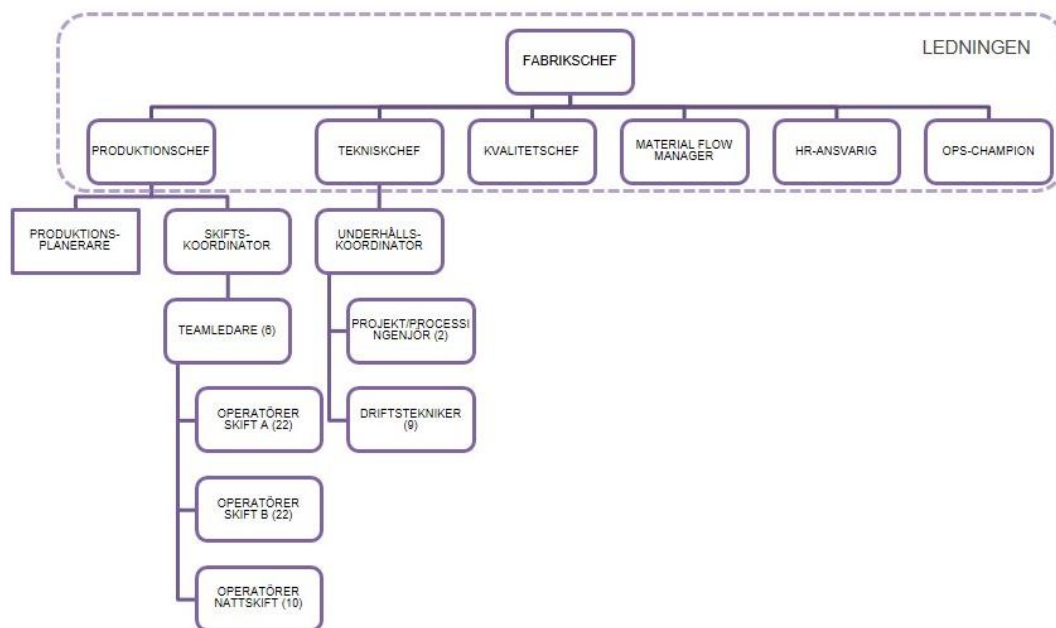 LEDNINGEN
FABRIKSCHEF
PRODUKTIONSCHEF
TEKNISKCHEF
KVALITETSCHEF
MATERIAL FLOW
MANAGER
HR-ANSVARIG
OPS-CHAMPION
PRODUKTIONS-
PLANERARE
SKIFTS-
KOORDINATOR
UNDERHÅLLS-
KOORDINATOR
TEAMLEDARE (6)
PROJEKT/PROCESSI
NGENJÖR (2)
OPERATÖRER
SKIFT A (22)
DRIFTSTEKNIKER
(9)
OPERATÖRER
SKIFT B (22)
OPERATÖRER
NATTSKIFT (10)